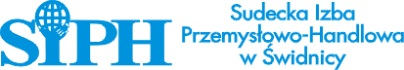 SIPH
Sudecka Izba
Przemysłowo-Handlowa
w Świdnicy